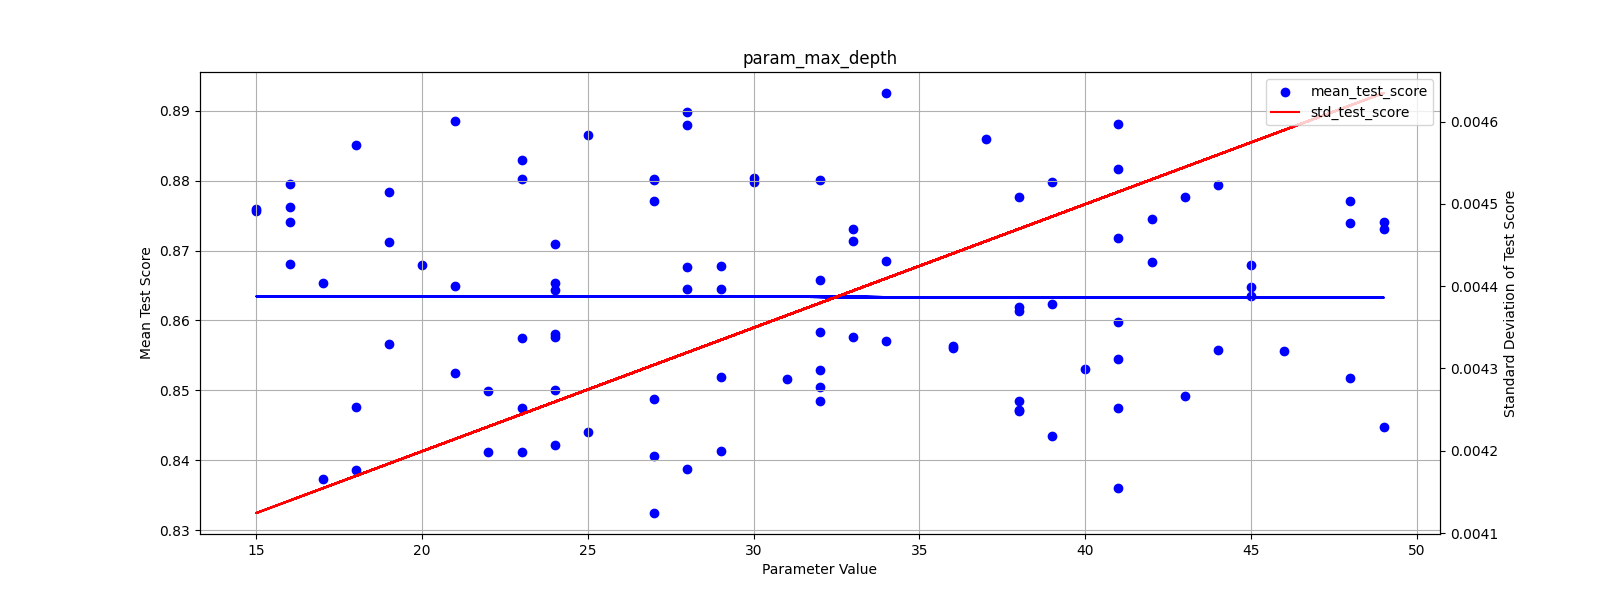 param_max_depth
mean_test_score
std_test_score
Mean Test Score
0.89
0.88
0.87
0.86
0.85
0.84
0.83
15 20 25 30 35 40 45 50
Parameter Value
0.0046
0.0045
0.0044
0.0043
0.0042
0.0041
Standard Deviation of Test Score